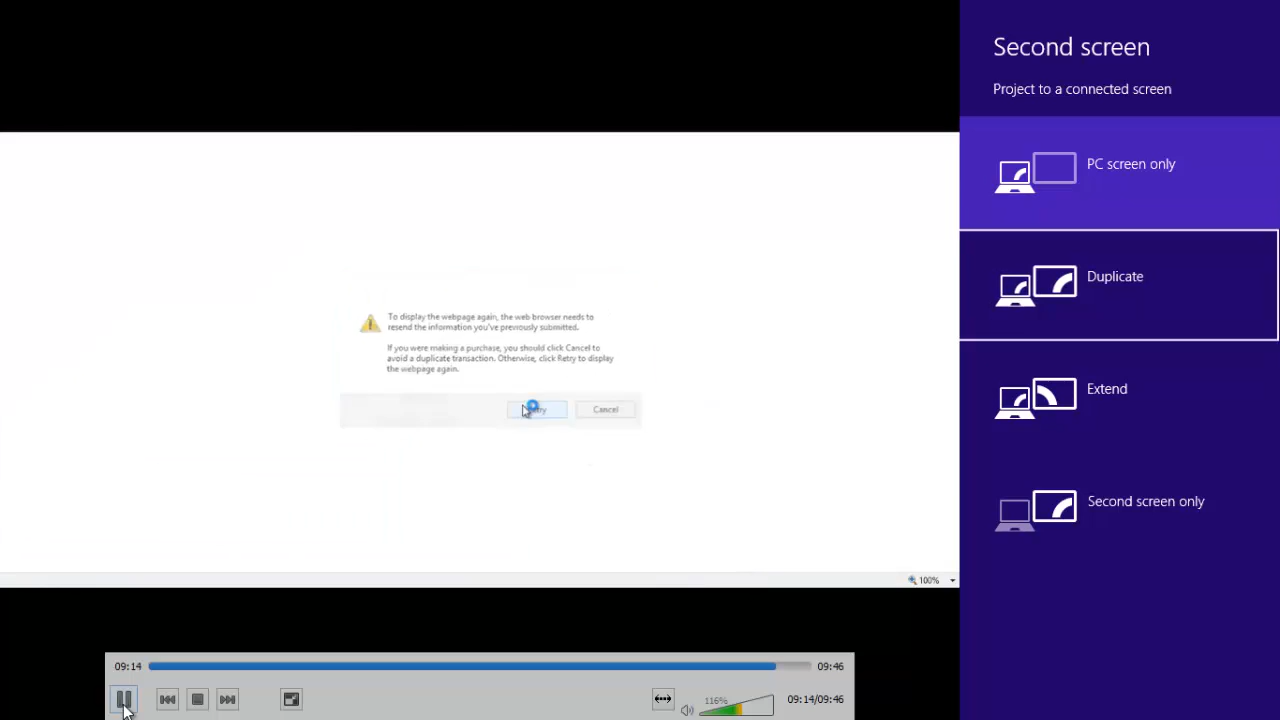 Second screen
Project to a connected screen
PC screen only
Duplicate
Extend
Second screen only
To display the webpage again, the web browser needs to
resend the information you've previously submitted.
If you were making a purchase, you should click Cancel to
avoid a duplicate transaction. Otherwise, click Retry to display
the webpage again.
Cancel
100%
09:14
09:46
116%
09:14/09:46